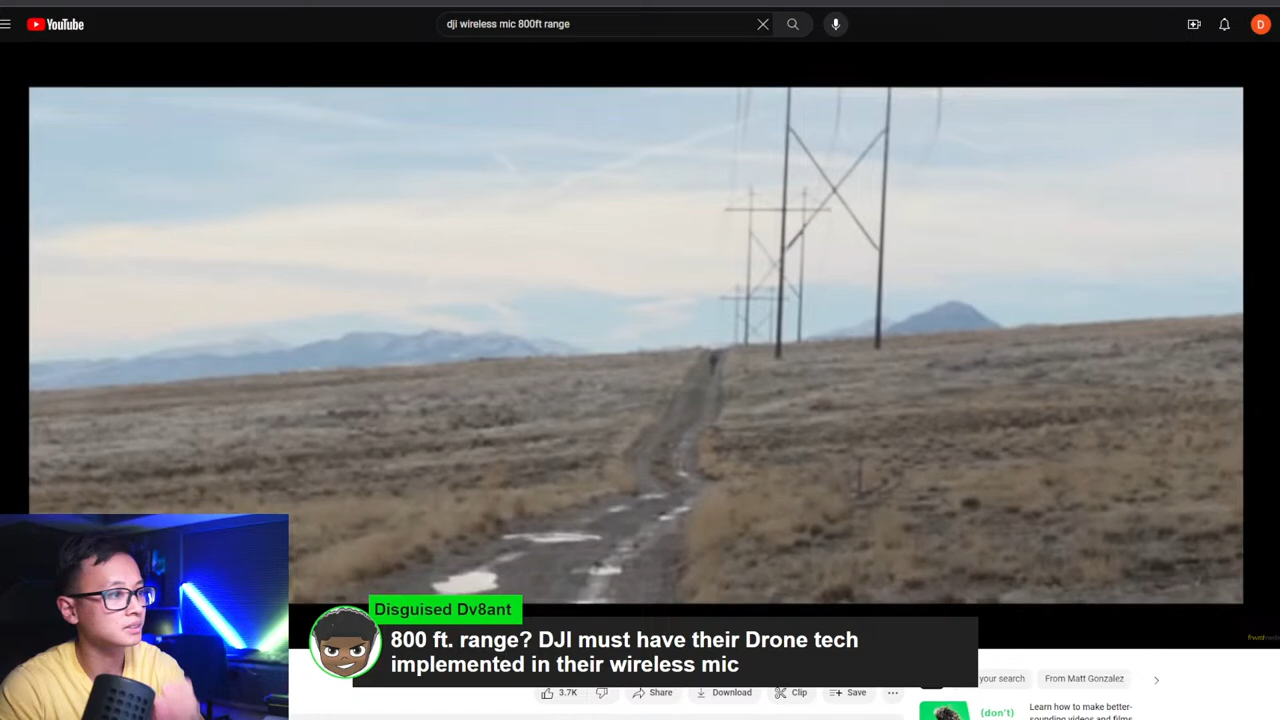 YouTube
dji wireless mic 800ft range
D
Disguised Dv8ant
800 ft. range? DJI must have their Drone tech
implemented in their wireless mic
3.7K
Share
Download
Clip
Save
your search
From Matt Gonzalez
(don't)
Learn how to make better-
sounding videos and films